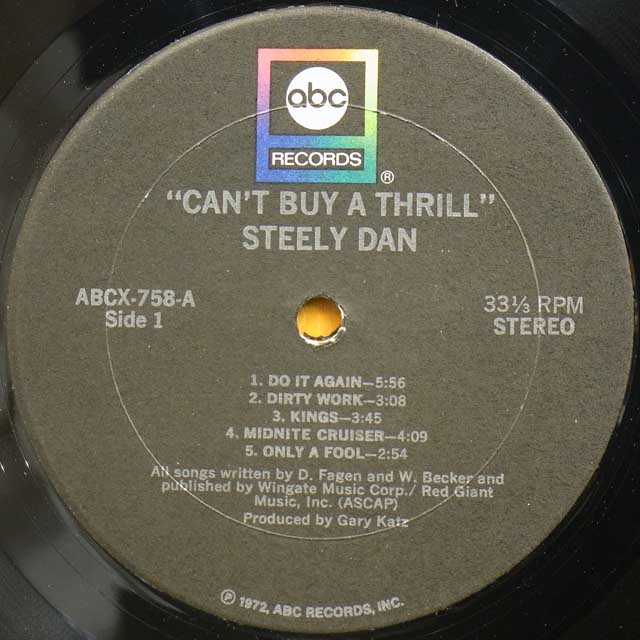 abc
RECORDS
®
“CAN'T BUY A THRILL”
STEELY DAN
ABCX-758-A
Side 1
33⅓ RPM
STEREO
1. DO IT AGAIN—5:56
2. DIRTY WORK—3:08
3. KINGS—3:45
4. MIDNITE CRUISER—4:09
5. ONLY A FOOL—2:54
All songs written by D. Fagen and W. Becker and
published by Wingate Music Corp./ Red Giant
Music, Inc. (ASCAP)
Produced by Gary Katz
℗ 1972, ABC RECORDS, INC.